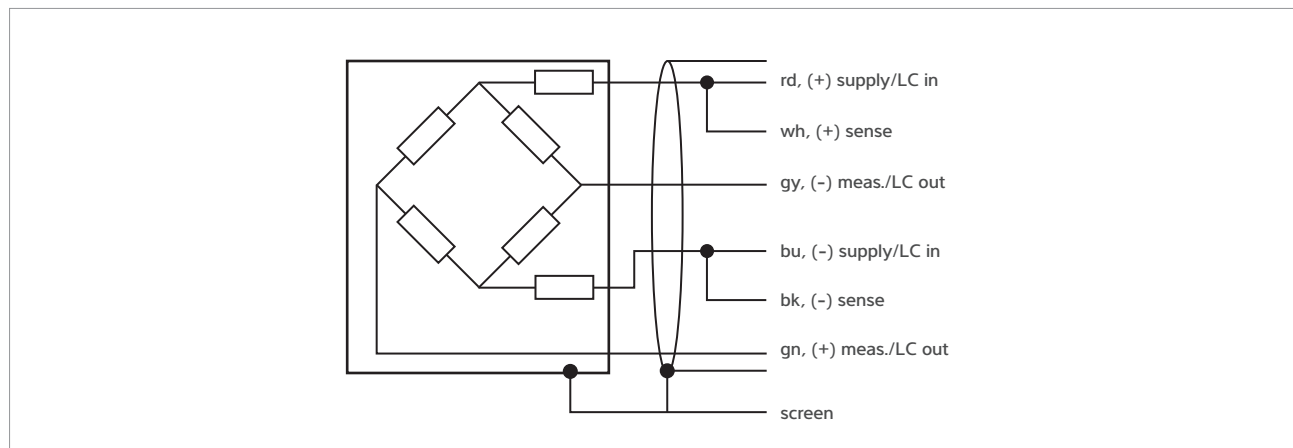 rd, (+) supply/LC in
wh, (+) sense
gy, (-) meas./LC out
bu, (-) supply/LC in
bk, (-) sense
gn, (+) meas./LC out
screen